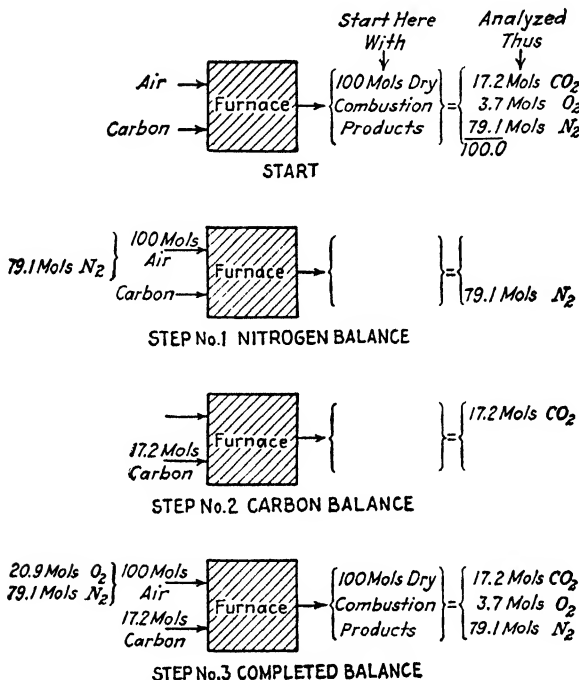 Start Here Analyzed
With Thus
Air 100 Mols Dry 17.2 Mols CO2
Furnace Combustion = 3.7 Mols O2
Carbon Products 79.1 Mols N2
100.0
START
79.1 Mols N2 100 Mols
Air
Furnace =
Carbon 79.1 Mols N2
STEP No.1 NITROGEN BALANCE
17.2 Mols CO2
Furnace =
17.2 Mols
Carbon
STEP No.2 CARBON BALANCE
20.9 Mols O2 100 Mols 100 Mols Dry 17.2 Mols CO2
79.1 Mols N2 Air Furnace Combustion = 3.7 Mols O2
17.2 Mols Products 79.1 Mols N2
Carbon
STEP No.3 COMPLETED BALANCE